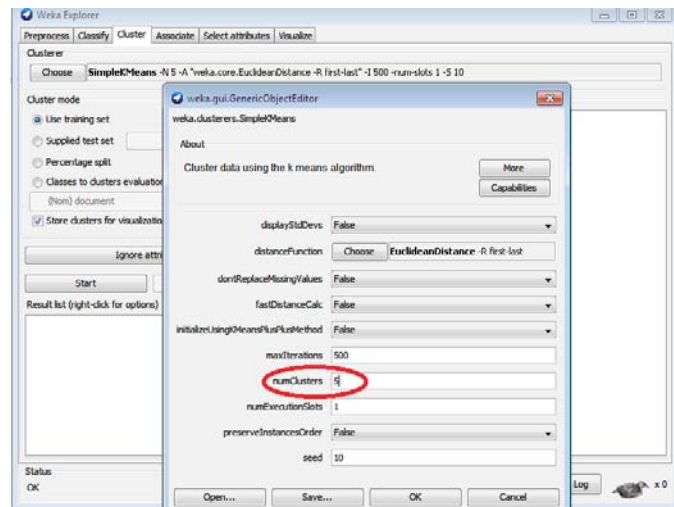 Weka Explorer
Preprocess Classify Cluster Associate Select attributes Visualize
Clusterer
Choose SimpleKMeans -N 5 -A "weka.core.EuclideanDistance -R first-last" -I 500 -num-slots 1 -S 10
Cluster mode
Use training set
Supplied test set
Percentage split
Classes to clusters evaluation
(Nom) document
Store clusters for visualizatio
Ignore attri
Start
Result list (right-click for options)
weka.gui.GenericObjectEditor
weka.clusterers.SimpleKMeans
About
Cluster data using the k means algorithm.
More
Capabilities
displayStdDevs False
distanceFunction Choose EuclideanDistance -R first-last
dontReplaceMissingValues False
fastDistanceCalc False
initializeUsingKMeansPlusPlusMethod False
maxIterations 500
numClusters 5
numExecutionSlots 1
preserveInstancesOrder False
seed 10
Open... Save... OK Cancel
Status
OK
Log x 0